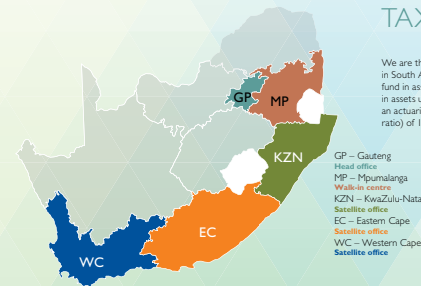 TAX
We are th
in South A
fund in ass
in assets u
an actuari
ratio) of 1
GP
MP
KZN
EC
WC
GP – Gauteng
Head office
MP – Mpumalanga
Walk-in centre
KZN – KwaZulu-Nata
Satellite office
EC – Eastern Cape
Satellite office
WC – Western Cape
Satellite office